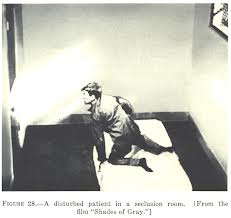 FIGURE 28.—A disturbed patient in a seclusion room. [From the
film "Shades of Gray."]